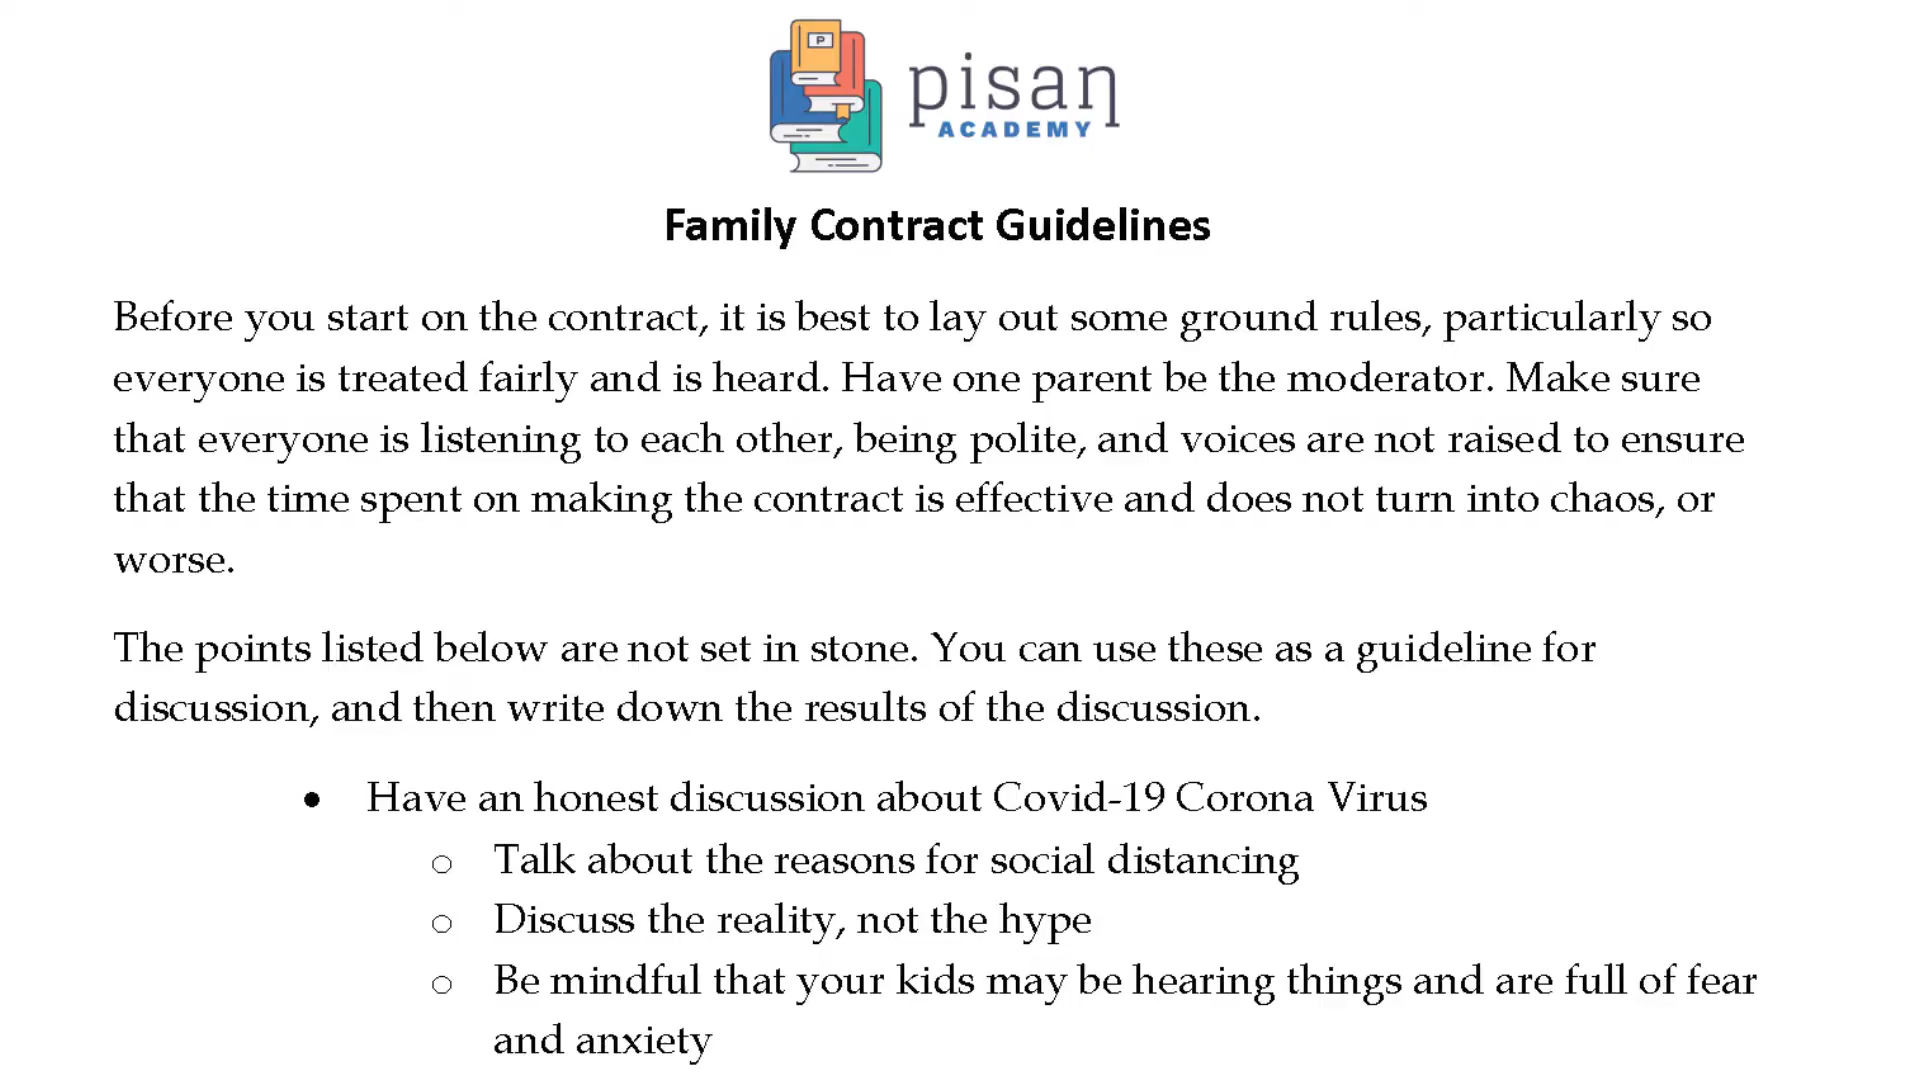 P
pisan
ACADEMY
Family Contract Guidelines
Before you start on the contract, it is best to lay out some ground rules, particularly so
everyone is treated fairly and is heard. Have one parent be the moderator. Make sure
that everyone is listening to each other, being polite, and voices are not raised to ensure
that the time spent on making the contract is effective and does not turn into chaos, or
worse.
The points listed below are not set in stone. You can use these as a guideline for
discussion, and then write down the results of the discussion.
• Have an honest discussion about Covid-19 Corona Virus
o Talk about the reasons for social distancing
o Discuss the reality, not the hype
o Be mindful that your kids may be hearing things and are full of fear
and anxiety